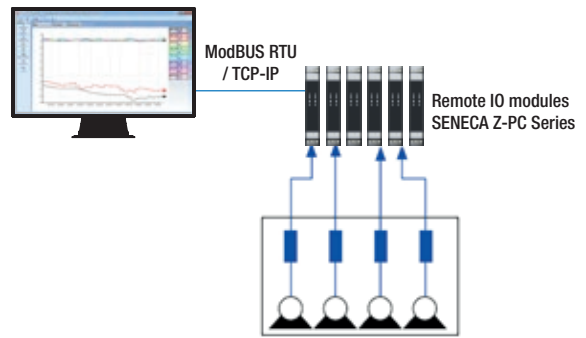 ModBUS RTU
/ TCP-IP
Remote IO modules
SENECA Z-PC Series